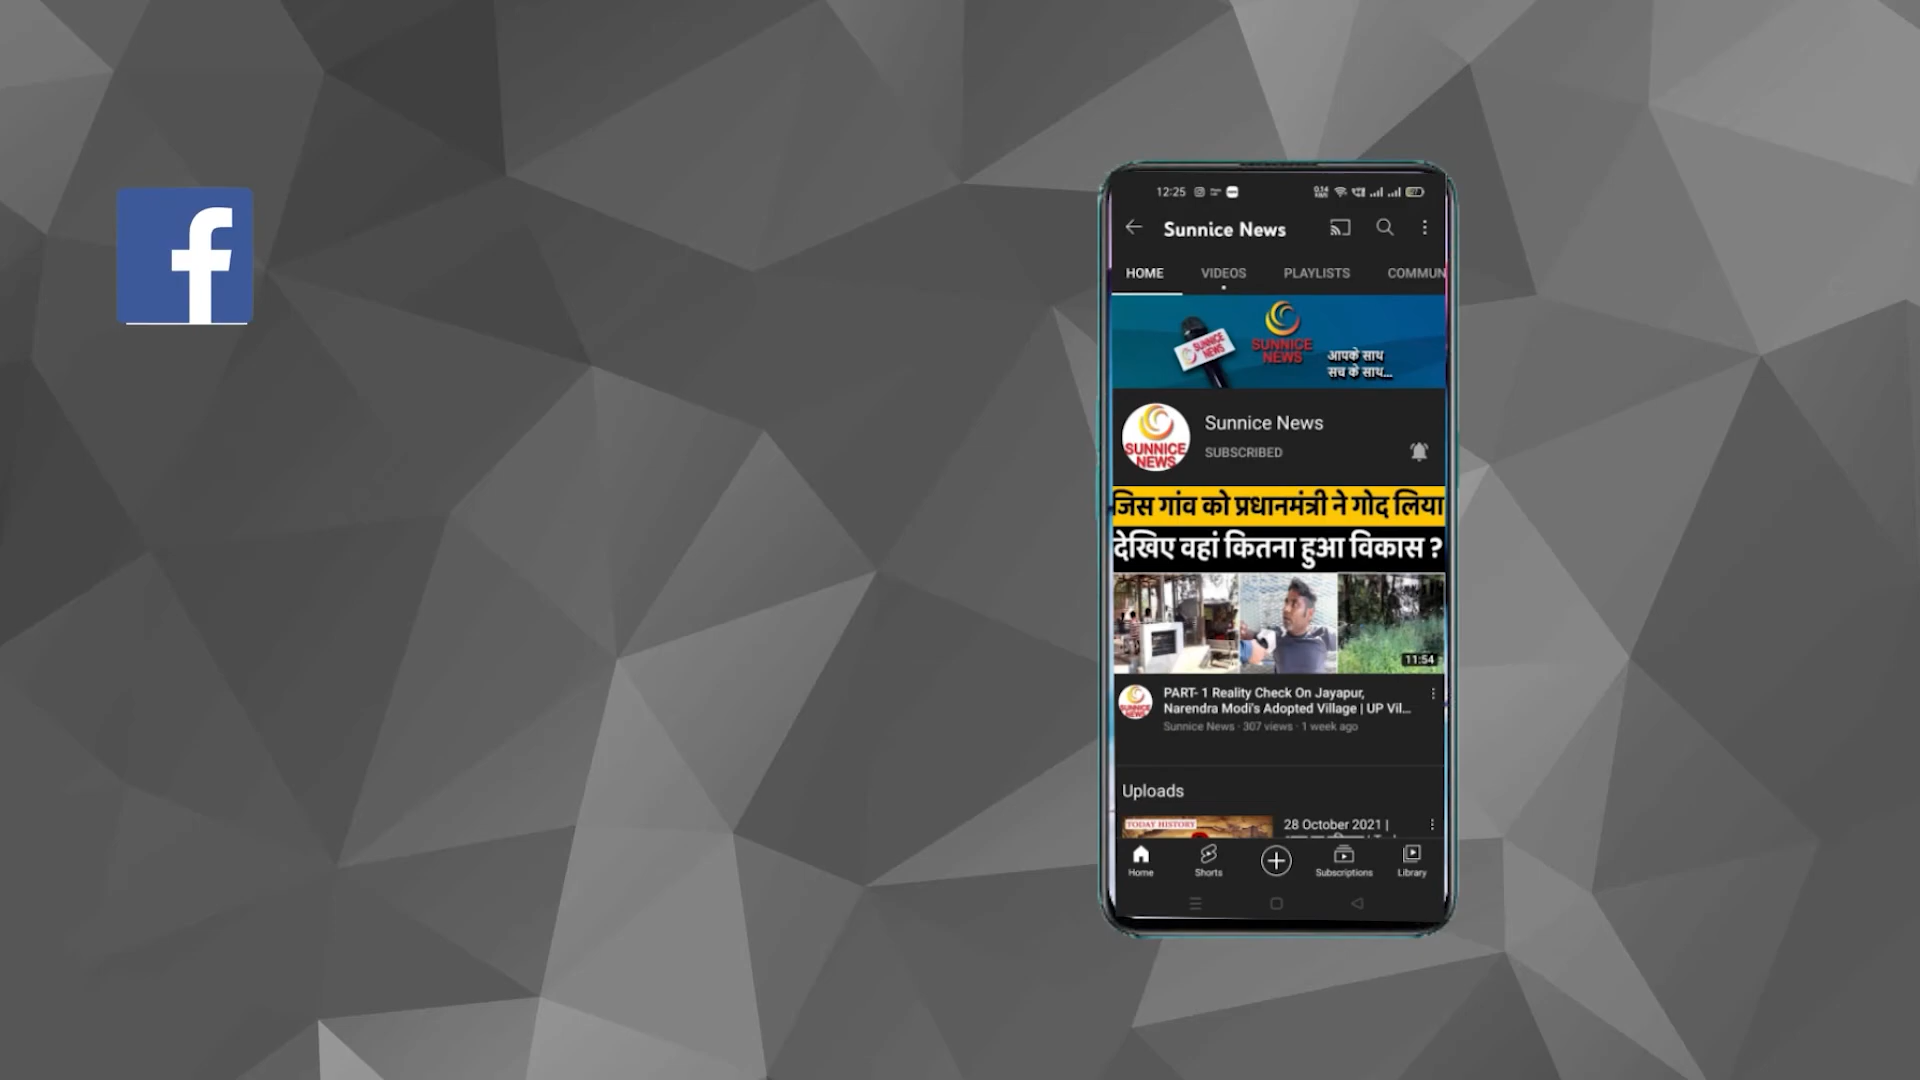 f
12:25
Sunnice News
HOME VIDEOS PLAYLISTS COMMUN
SUNNICE
NEWS
SUNNICE
NEWS
आपके साथ
सच के साथ...
SUNNICE
NEWS
Sunnice News
SUBSCRIBED
जिस गांव को प्रधानमंत्री ने गोद लिया
देखिए वहां कितना हुआ विकास ?
11:54
SUNNICE
NEWS
PART- 1 Reality Check On Jayapur,
Narendra Modi's Adopted Village | UP Vil...
Sunnice News · 307 views · 1 week ago
Uploads
TODAY HISTORY
28 October 2021 |
Home Shorts Subscriptions Library